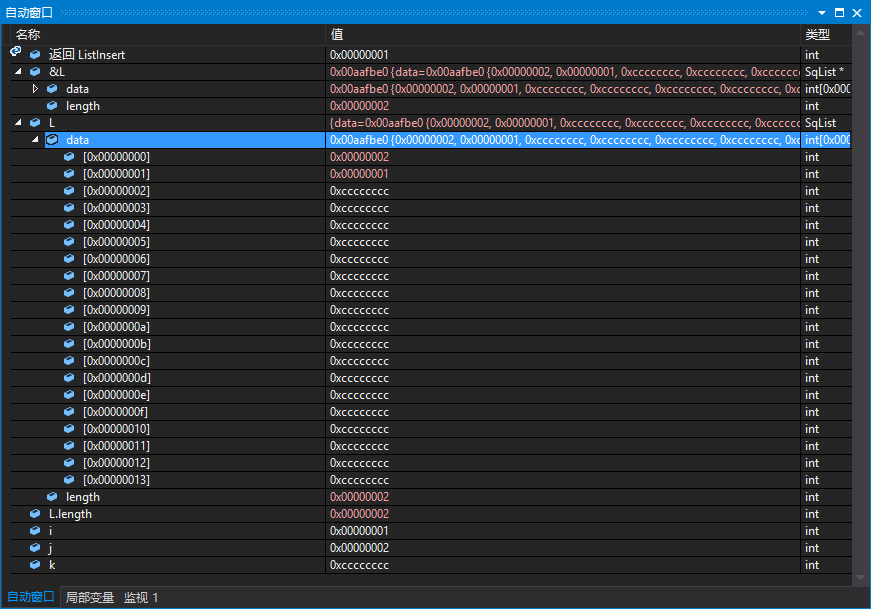 自动窗口
名称 值 类型
返回 ListInsert 0x00000001 int
&L 0x00aafbe0 {data=0x00aafbe0 {0x00000002, 0x00000001, 0xcccccccc, 0xcccccccc, 0xccccccc SqList *
data 0x00aafbe0 {0x00000002, 0x00000001, 0xcccccccc, 0xcccccccc, 0xcccccccc, 0xcccccccc, 0xc int[0x000
length 0x00000002 int
L {data=0x00aafbe0 {0x00000002, 0x00000001, 0xcccccccc, 0xcccccccc, 0xcccccccc, 0xcccccc SqList
data 0x00aafbe0 {0x00000002, 0x00000001, 0xcccccccc, 0xcccccccc, 0xcccccccc, 0xcccccccc, 0xc int[0x000
[0x00000000] 0x00000002 int
[0x00000001] 0x00000001 int
[0x00000002] 0xcccccccc int
[0x00000003] 0xcccccccc int
[0x00000004] 0xcccccccc int
[0x00000005] 0xcccccccc int
[0x00000006] 0xcccccccc int
[0x00000007] 0xcccccccc int
[0x00000008] 0xcccccccc int
[0x00000009] 0xcccccccc int
[0x0000000a] 0xcccccccc int
[0x0000000b] 0xcccccccc int
[0x0000000c] 0xcccccccc int
[0x0000000d] 0xcccccccc int
[0x0000000e] 0xcccccccc int
[0x0000000f] 0xcccccccc int
[0x00000010] 0xcccccccc int
[0x00000011] 0xcccccccc int
[0x00000012] 0xcccccccc int
[0x00000013] 0xcccccccc int
length 0x00000002 int
L.length 0x00000002 int
i 0x00000001 int
j 0x00000002 int
k 0xcccccccc int
自动窗口 局部变量 监视 1